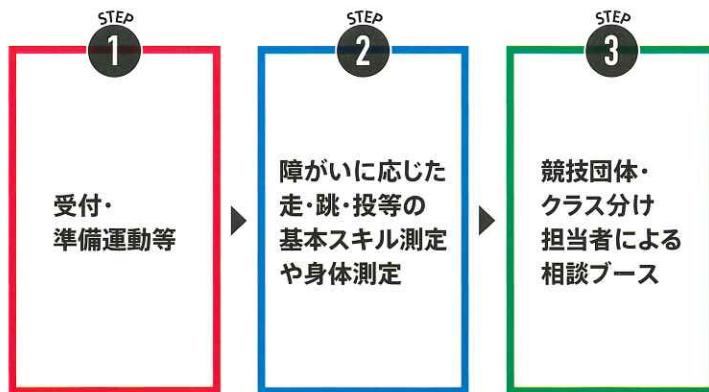 STEP
1
受付・
準備運動等
STEP
2
障がいに応じた
走・跳・投等の
基本スキル測定
や身体測定
STEP
3
競技団体・
クラス分け
担当者による
相談ブース